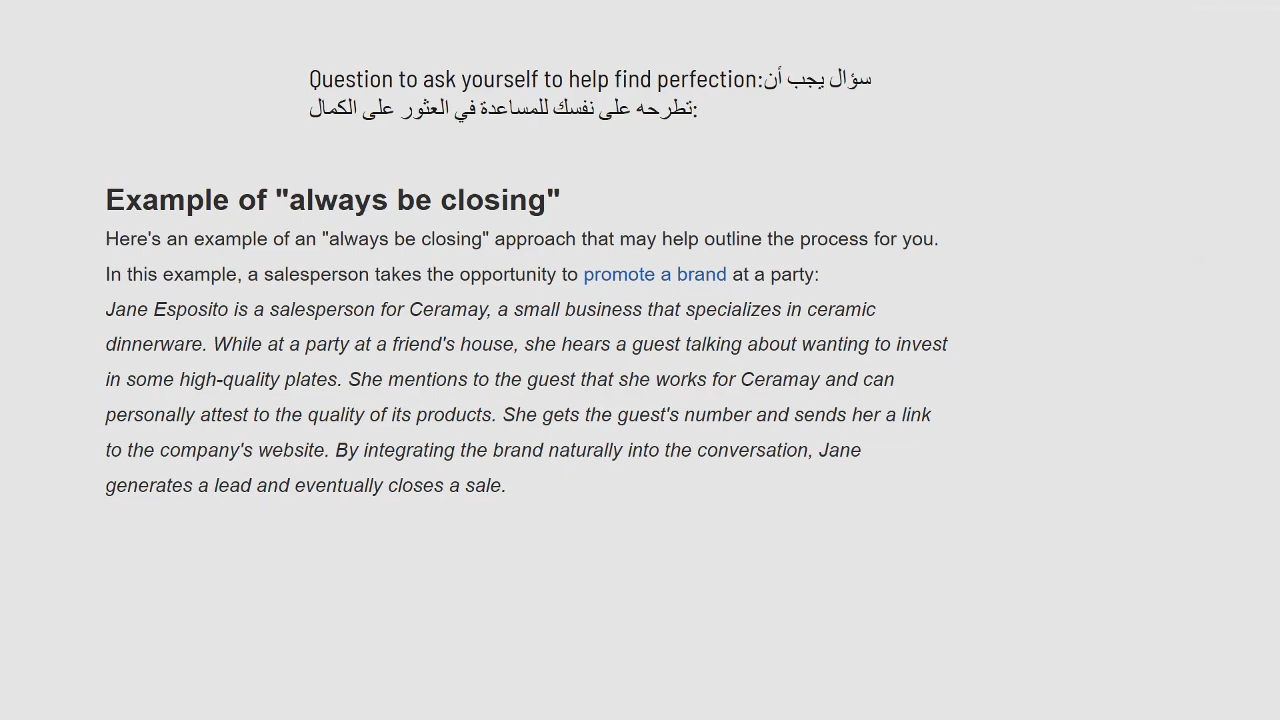 Question to ask yourself to help find perfection:سؤال يجب أن
تطرحه على نفسك للمساعدة في العثور على الكمال:
Example of "always be closing"
Here's an example of an "always be closing" approach that may help outline the process for you.
In this example, a salesperson takes the opportunity to promote a brand at a party:
Jane Esposito is a salesperson for Ceramay, a small business that specializes in ceramic
dinnerware. While at a party at a friend's house, she hears a guest talking about wanting to invest
in some high-quality plates. She mentions to the guest that she works for Ceramay and can
personally attest to the quality of its products. She gets the guest's number and sends her a link
to the company's website. By integrating the brand naturally into the conversation, Jane
generates a lead and eventually closes a sale.